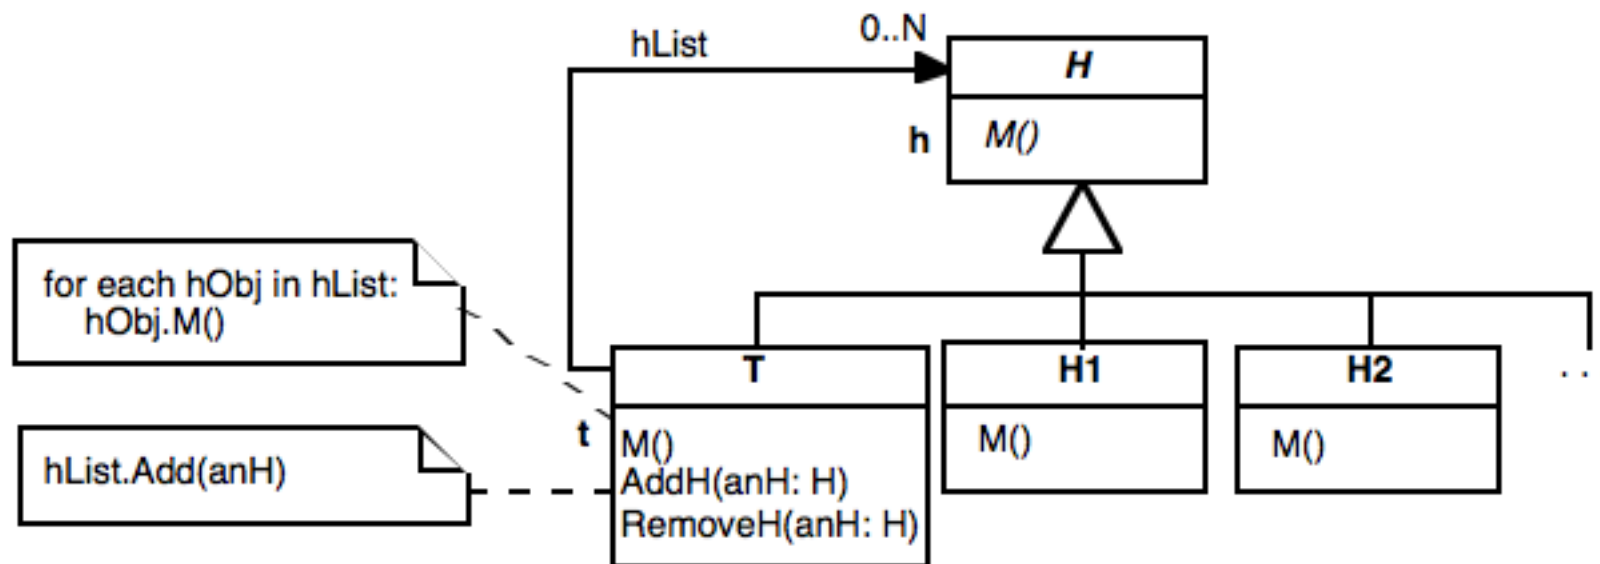 hList
0..N
H
h
M()
for each hObj in hList:
hObj.M()
hList.Add(anH)
t
T
M()
AddH(anH: H)
RemoveH(anH: H)
H1
M()
H2
M()
. .